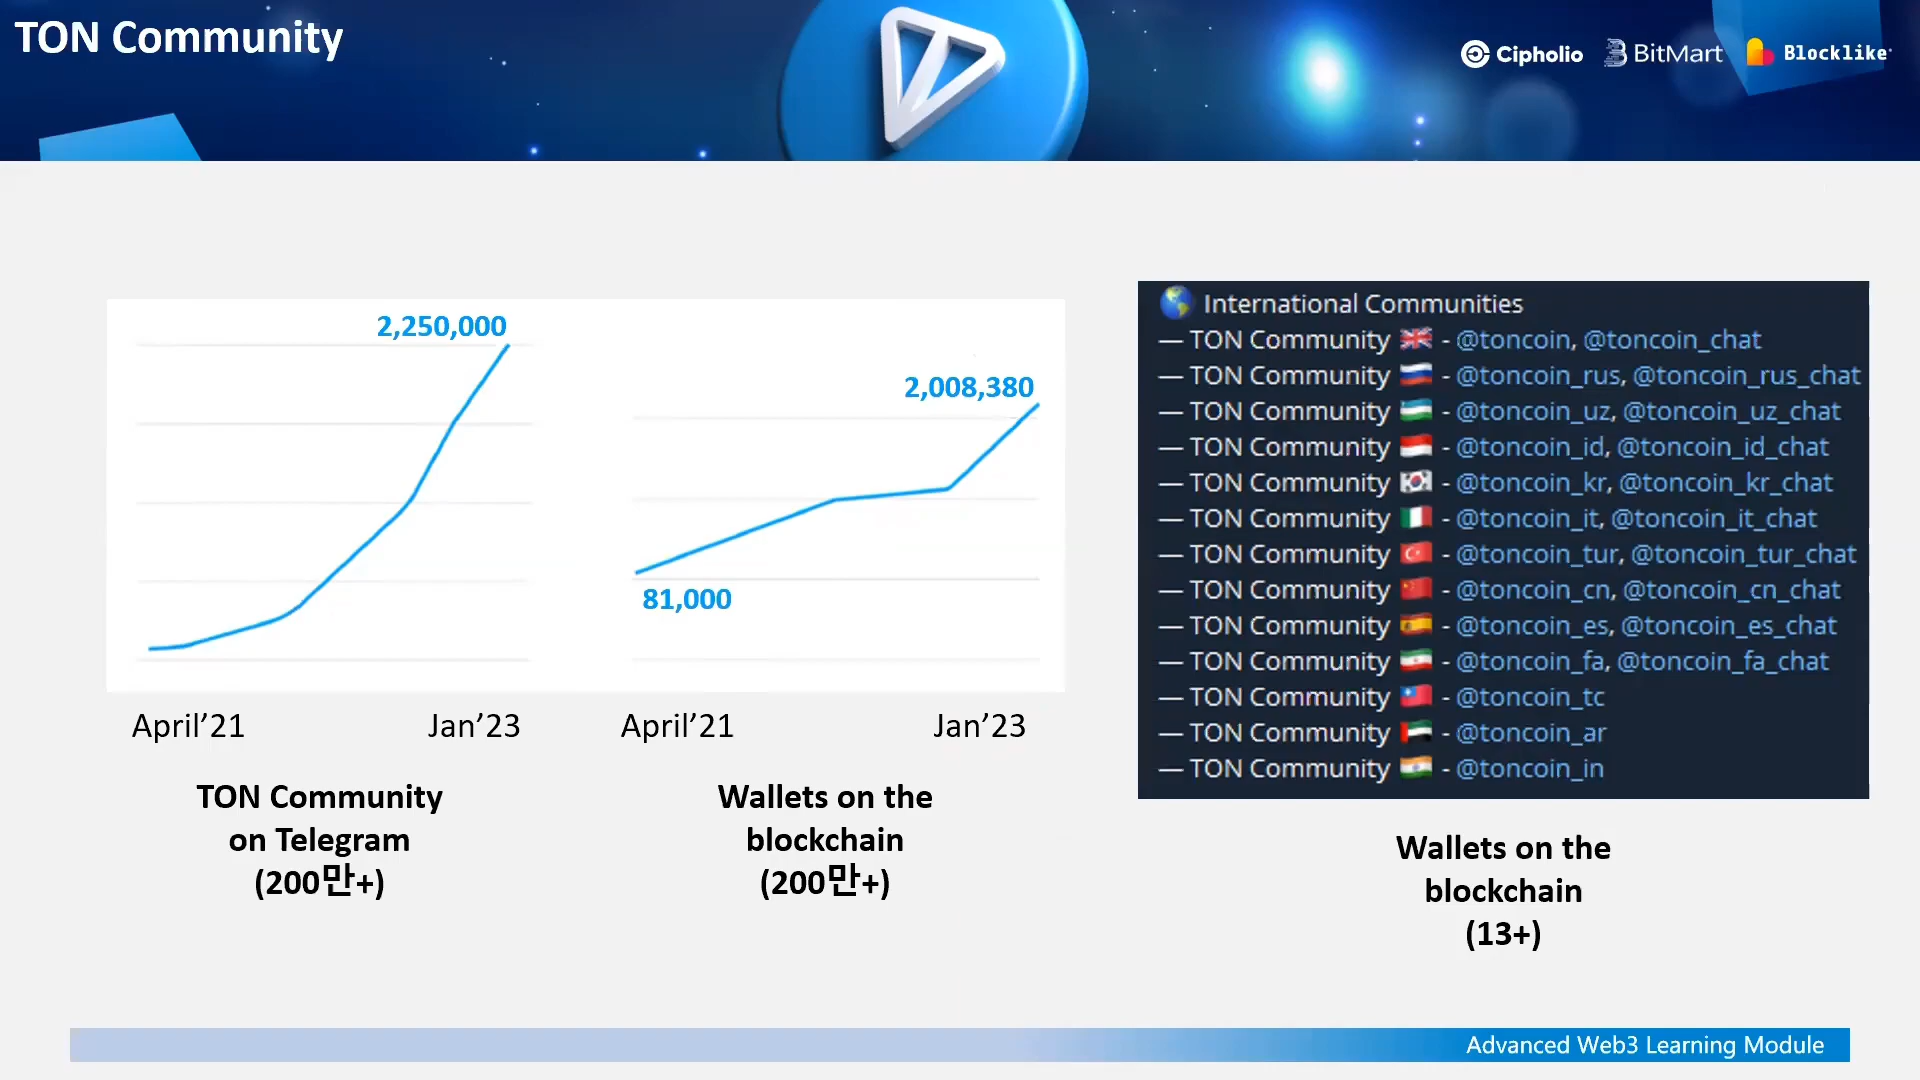 TON Community
Cipholio
BitMart
Blocklike
2,250,000
2,008,380
81,000
April’21
Jan’23
April’21
Jan’23
TON Community
on Telegram
(200만+)
Wallets on the
blockchain
(200만+)
International Communities
— TON Community - @toncoin, @toncoin_chat
— TON Community - @toncoin_rus, @toncoin_rus_chat
— TON Community - @toncoin_uz, @toncoin_uz_chat
— TON Community - @toncoin_id, @toncoin_id_chat
— TON Community - @toncoin_kr, @toncoin_kr_chat
— TON Community - @toncoin_it, @toncoin_it_chat
— TON Community - @toncoin_tur, @toncoin_tur_chat
— TON Community - @toncoin_cn, @toncoin_cn_chat
— TON Community - @toncoin_es, @toncoin_es_chat
— TON Community - @toncoin_fa, @toncoin_fa_chat
— TON Community - @toncoin_tc
— TON Community - @toncoin_ar
— TON Community - @toncoin_in
Wallets on the
blockchain
(13+)
Advanced Web3 Learning Module